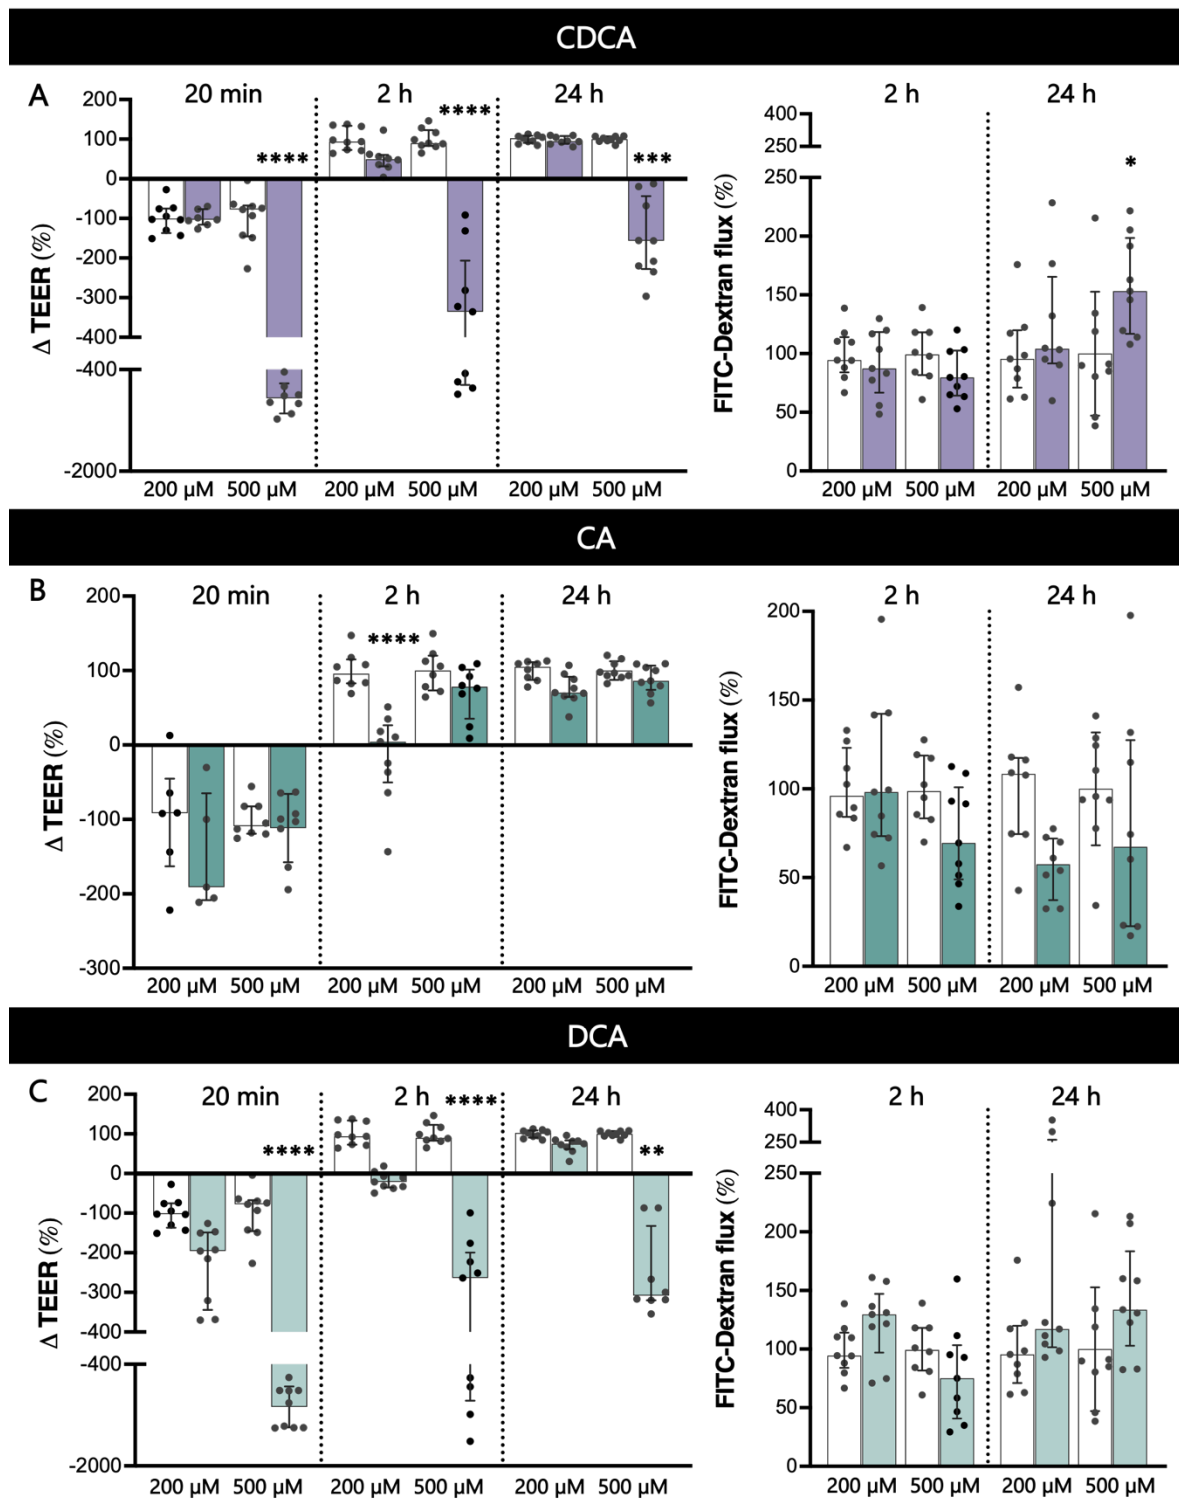 CDCA
A
20 min
2 h
24 h
2 h
24 h
200
100
0
-100
-200
-300
-400
-400
-2000
Δ TEER (%)
****
****
***
200 µM 500 µM 200 µM 500 µM 200 µM 500 µM
400
250
250
200
150
100
50
0
FITC-Dextran flux (%)
*
200 µM 500 µM 200 µM 500 µM
CA
B
20 min
2 h
24 h
2 h
24 h
200
100
0
-100
-200
-300
Δ TEER (%)
****
200 µM 500 µM 200 µM 500 µM 200 µM 500 µM
200
150
100
50
0
FITC-Dextran flux (%)
200 µM 500 µM 200 µM 500 µM
DCA
C
20 min
2 h
24 h
2 h
24 h
200
100
0
-100
-200
-300
-400
-400
-2000
Δ TEER (%)
****
****
**
200 µM 500 µM 200 µM 500 µM 200 µM 500 µM
400
250
250
200
150
100
50
0
FITC-Dextran flux (%)
200 µM 500 µM 200 µM 500 µM